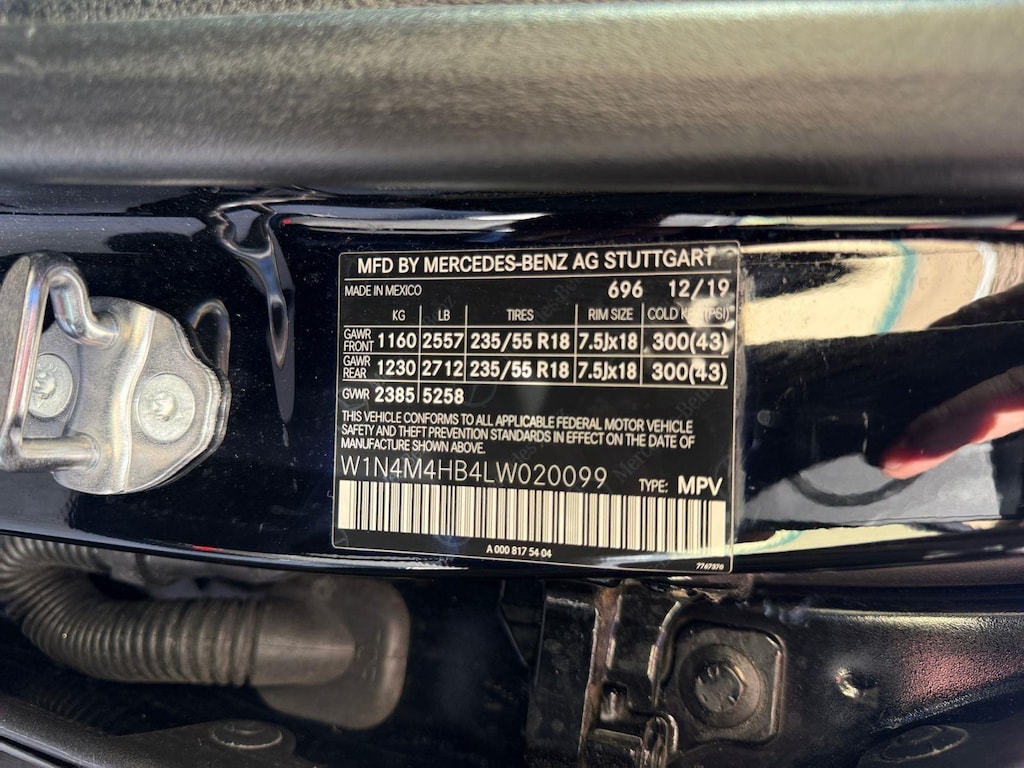 MFD BY MERCEDES-BENZ AG STUTTGART
MADE IN MEXICO 696 12/19
KG LB TIRES RIM SIZE COLD (PSI)
GAWR FRONT 1160 2557 235/55 R18 7.5Jx18 300(43)
GAWR REAR 1230 2712 235/55 R18 7.5Jx18 300(43)
GVWR 2385 5258
THIS VEHICLE CONFORMS TO ALL APPLICABLE FEDERAL MOTOR VEHICLE
SAFETY AND THEFT PREVENTION STANDARDS IN EFFECT ON THE DATE OF
MANUFACTURE SHOWN ABOVE.
W1N4M4HB4LW020099 TYPE: MPV
A 000 817 54 04
7767370